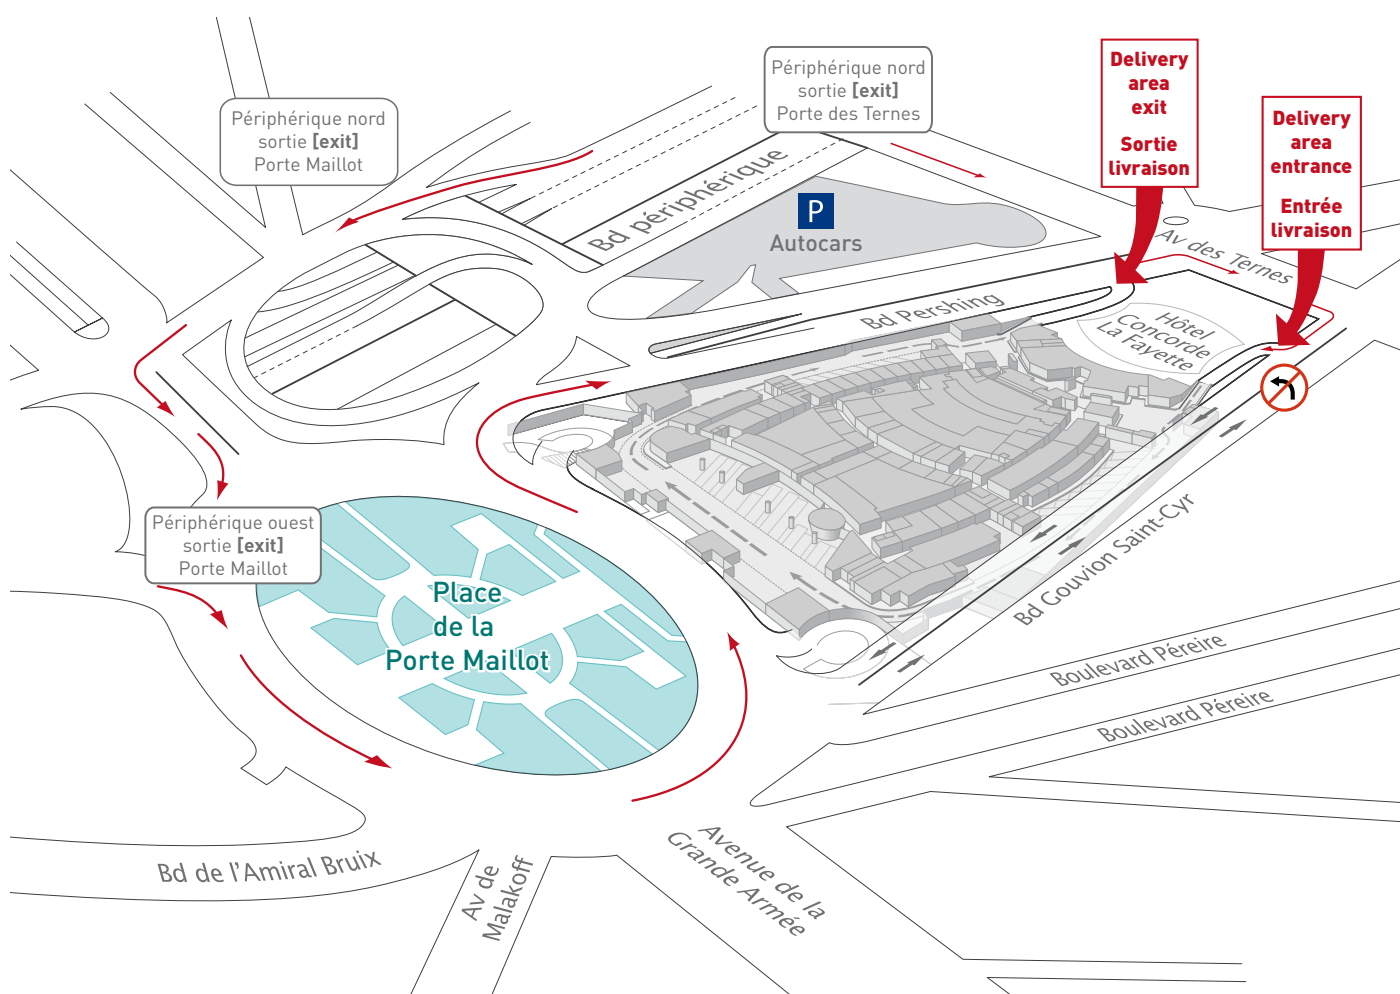 Périphérique nord
sortie [exit]
Porte des Ternes
Delivery
area
exit
Sortie
livraison
Périphérique nord
sortie [exit]
Porte Maillot
Delivery
area
entrance
Entrée
livraison
Bd périphérique
P
Autocars
Av des Ternes
Bd Pershing
Hôtel
Concorde
La Fayette
Périphérique ouest
sortie [exit]
Porte Maillot
Bd Gouvion Saint-Cyr
Place
de la
Porte Maillot
Boulevard Péreire
Boulevard Péreire
Bd de l'Amiral Bruix
Av de
Malakoff
Avenue de la
Grande Armée